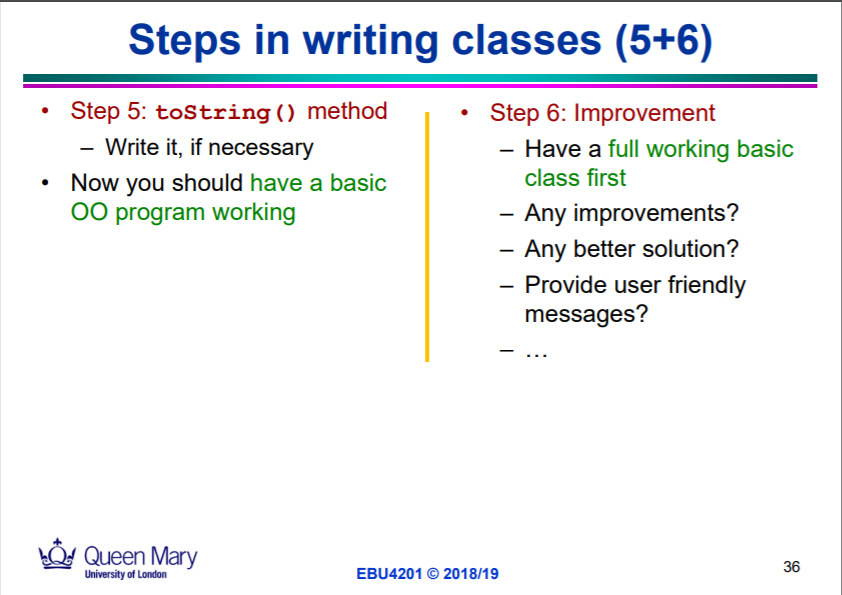 Steps in writing classes (5+6)
• Step 5: toString() method
– Write it, if necessary
• Now you should have a basic
OO program working
• Step 6: Improvement
– Have a full working basic
class first
– Any improvements?
– Any better solution?
– Provide user friendly
messages?
– …
Queen Mary
University of London
EBU4201 © 2018/19
36